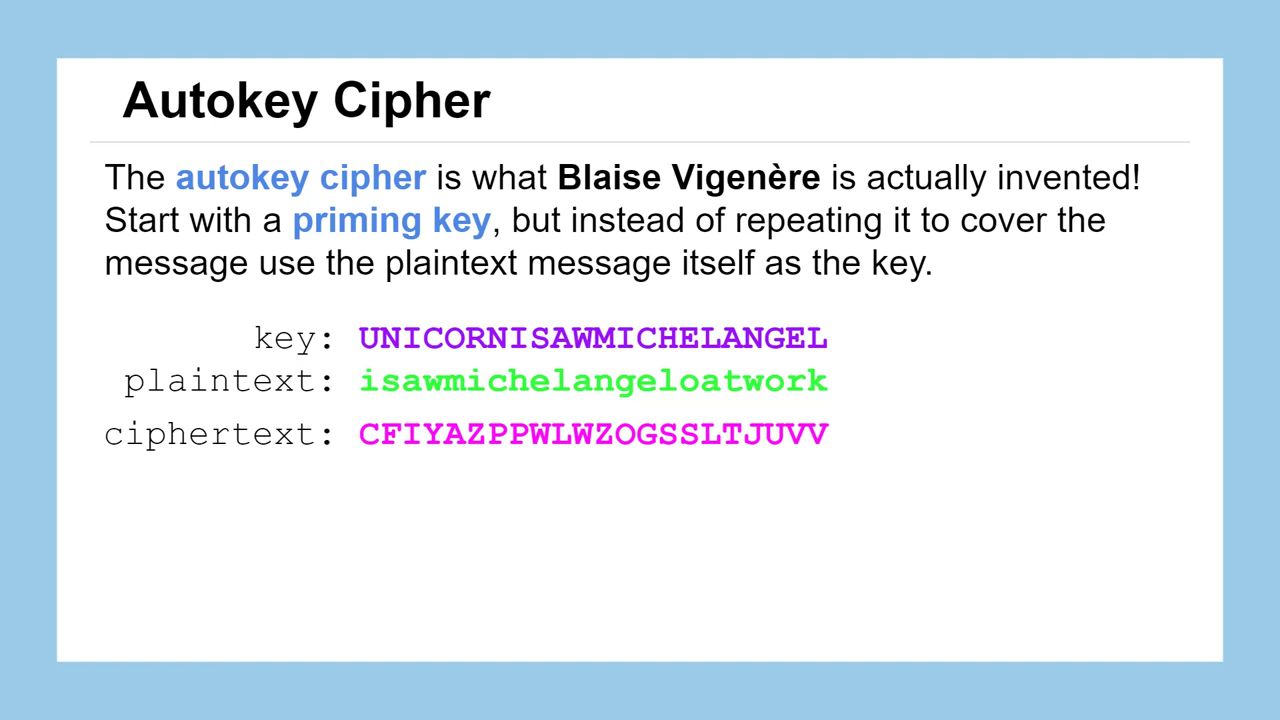 Autokey Cipher
The autokey cipher is what Blaise Vigenère is actually invented!
Start with a priming key, but instead of repeating it to cover the
message use the plaintext message itself as the key.
key: UNICORNISAWMICHELANGEL
plaintext: isawmichelangeloatwork
ciphertext: CFIYAZPPWLWZOGSSLTJUVV